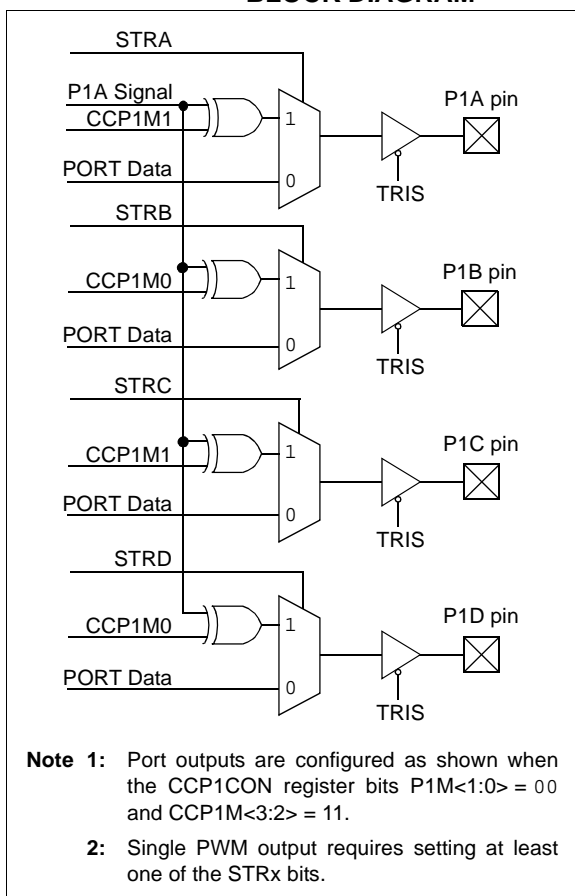 BLOCK DIAGRAM
STRA
P1A Signal
CCP1M1
PORT Data
1
0
P1A pin
TRIS
STRB
CCP1M0
PORT Data
1
0
P1B pin
TRIS
STRC
CCP1M1
PORT Data
1
0
P1C pin
TRIS
STRD
CCP1M0
PORT Data
1
0
P1D pin
TRIS
Note 1: Port outputs are configured as shown when
the CCP1CON register bits P1M<1:0> = 00
and CCP1M<3:2> = 11.
2: Single PWM output requires setting at least
one of the STRx bits.